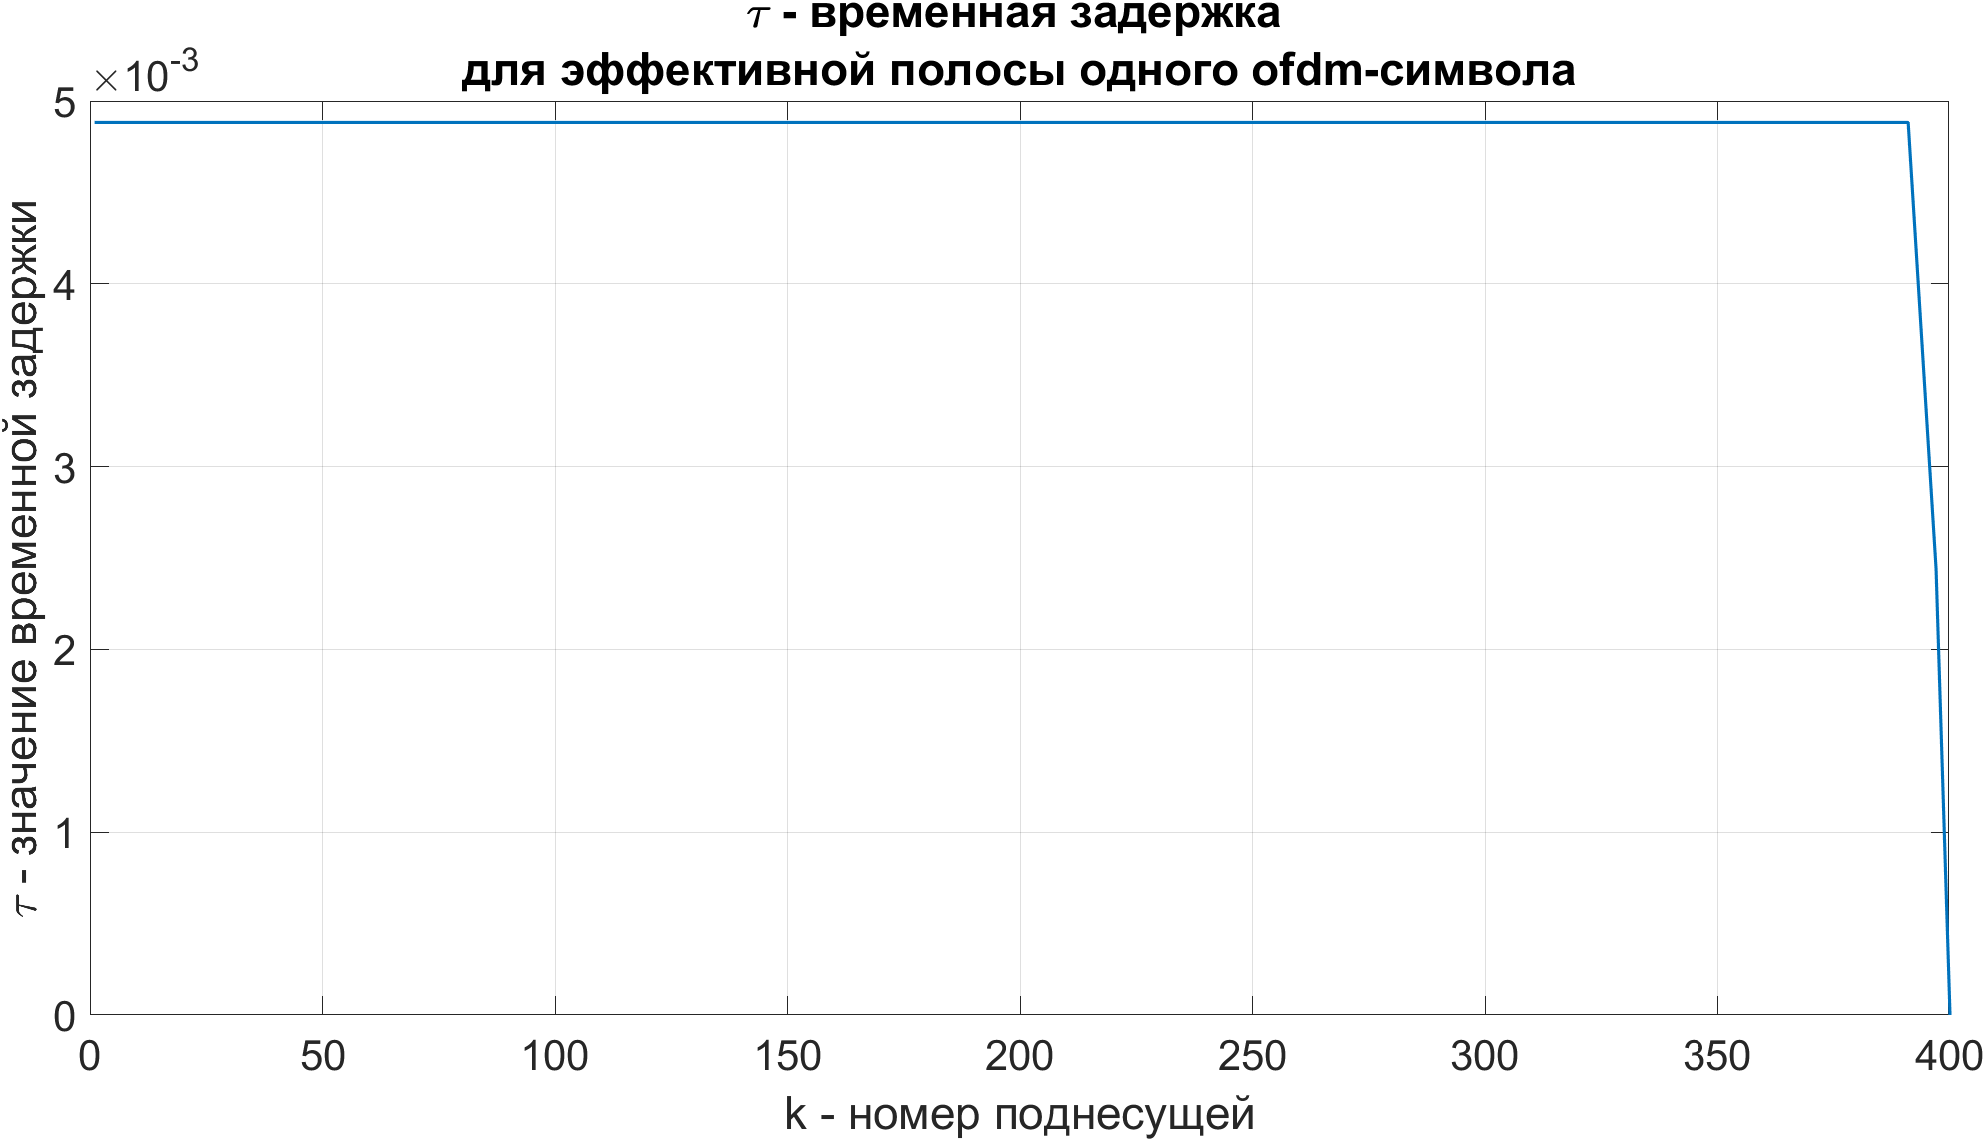 τ - временная задержка
для эффективной полосы одного ofdm-символа
×10-3
5
4
3
2
1
0
τ - значение временной задержки
0 50 100 150 200 250 300 350 400
k - номер поднесущей